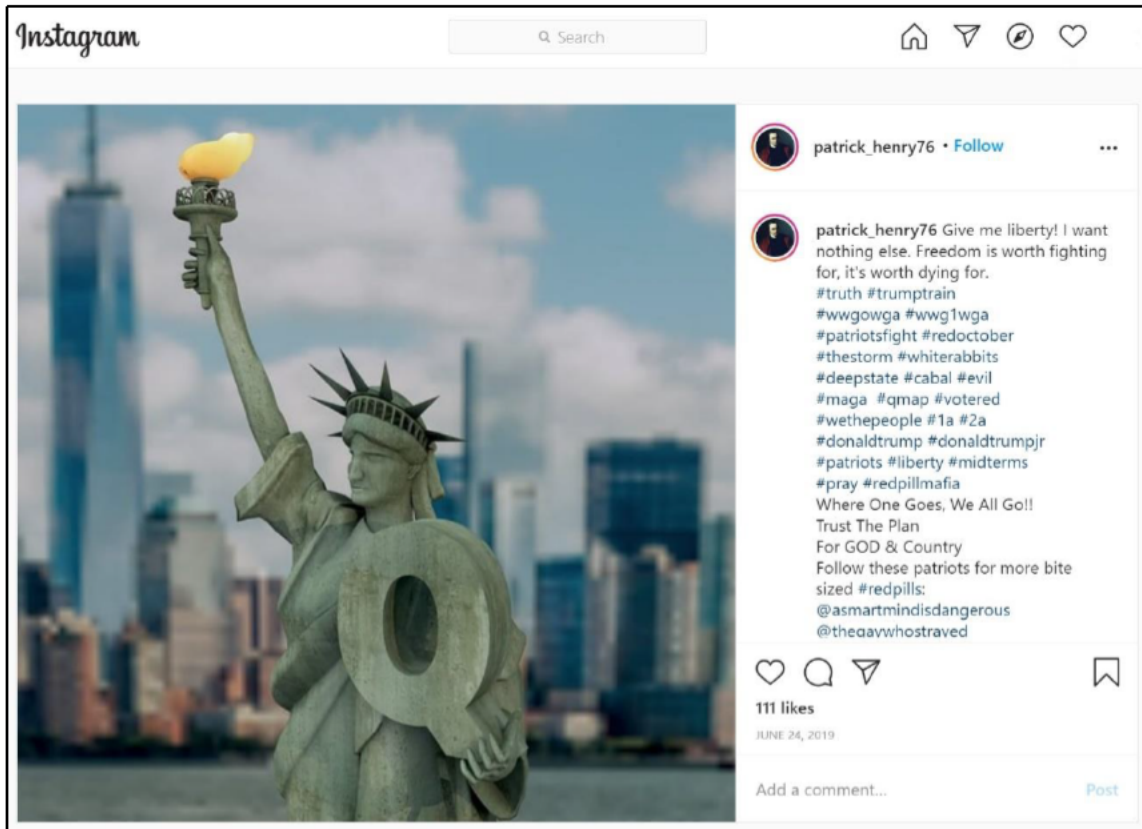 Instagram
Search
patrick_henry76 • Follow
patrick_henry76 Give me liberty! I want
nothing else. Freedom is worth fighting
for, it's worth dying for.
#truth #trumptrain
#wwgowga #wwg1wga
#patriotsfight #redoctober
#thestorm #whiterabbits
#deepstate #cabal #evil
#maga #qmap #votered
#wethepeople #1a #2a
#donaldtrump #donaldtrumpjr
#patriots #liberty #midterms
#pray #redpillmafia
Where One Goes, We All Go!!
Trust The Plan
For GOD & Country
Follow these patriots for more bite
sized #redpills:
@asmartmindisdangerous
@thegaywhostraved
Q
111 likes
JUNE 24, 2019
Add a comment...
Post